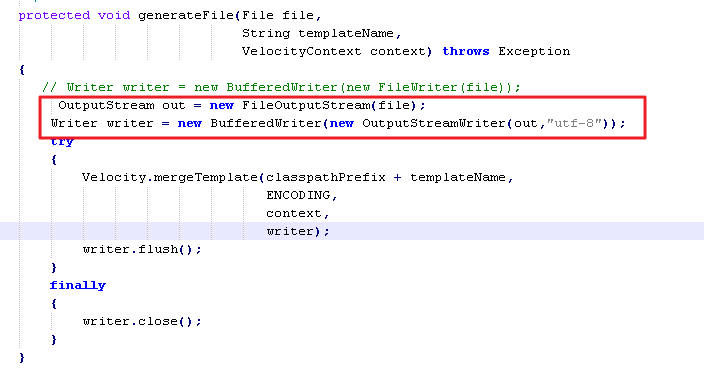 protected void generateFile(File file,
String templateName,
VelocityContext context) throws Exception
{
// Writer writer = new BufferedWriter(new FileWriter(file));
OutputStream out = new FileOutputStream(file);
Writer writer = new BufferedWriter(new OutputStreamWriter(out,"utf-8"));
try
{
Velocity.mergeTemplate(classpathPrefix + templateName,
ENCODING,
context,
writer);
writer.flush();
}
finally
{
writer.close();
}
}